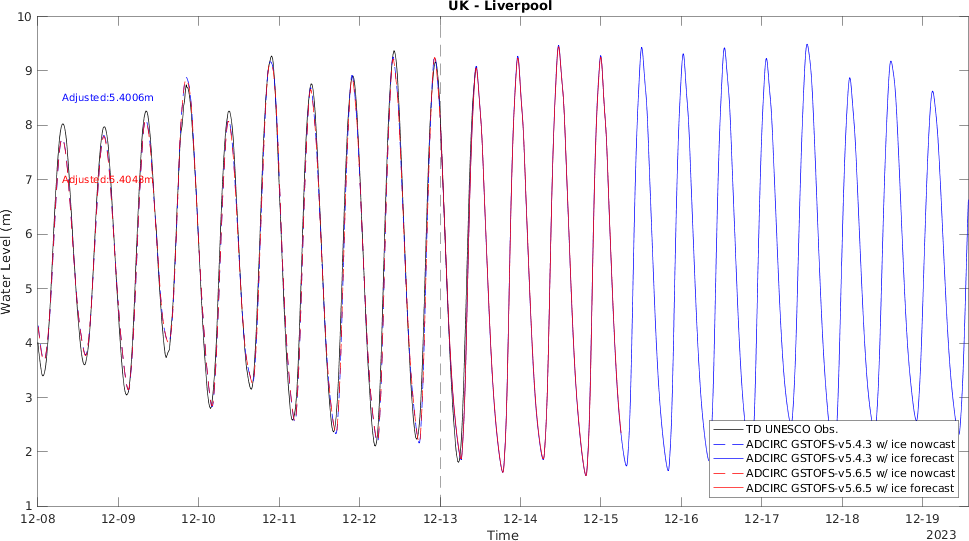 UK - Liverpool
10
9
8
7
6
5
4
3
2
1
Water Level (m)
Adjusted:5.4006m
Adjusted:5.4043m
TD UNESCO Obs.
ADCIRC GSTOFS-v5.4.3 w/ ice nowcast
ADCIRC GSTOFS-v5.4.3 w/ ice forecast
ADCIRC GSTOFS-v5.6.5 w/ ice nowcast
ADCIRC GSTOFS-v5.6.5 w/ ice forecast
12-08 12-09 12-10 12-11 12-12 12-13 12-14 12-15 12-16 12-17 12-18 12-19
Time
2023